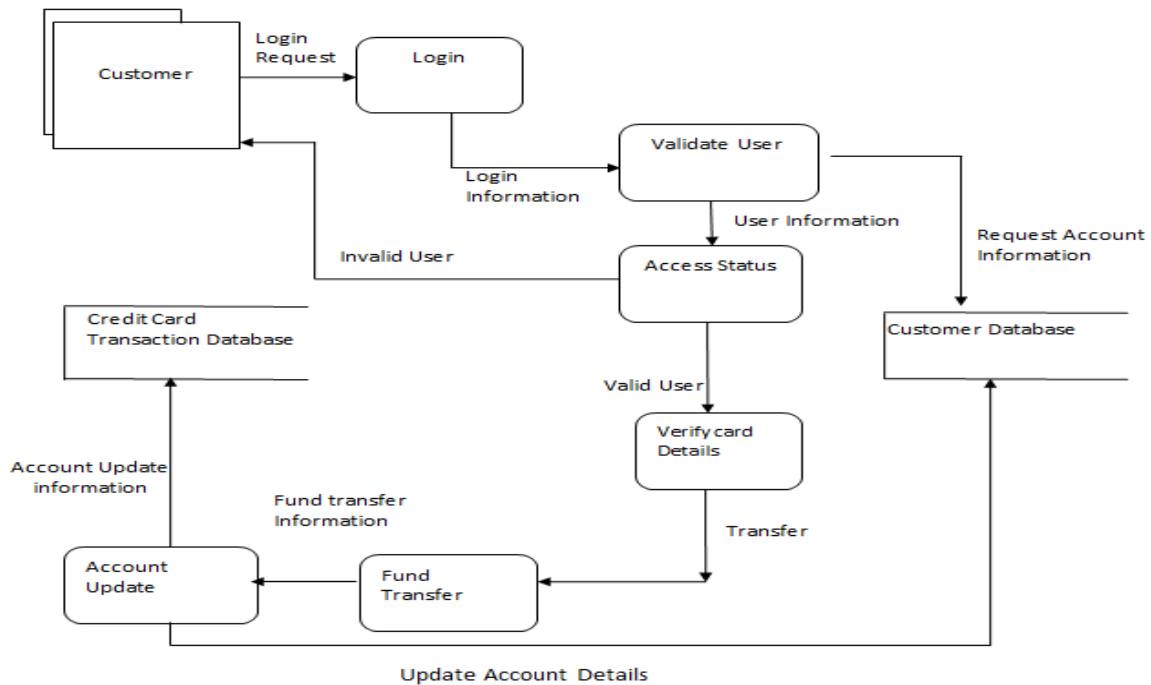 Login
Request
Login
Customer
Validate User
Login
Information
User Information
Request Account
Information
Invalid User
Access Status
Credit Card
Transaction Database
Customer Database
Valid User
Verify card
Details
Account Update
information
Fund transfer
Information
Transfer
Account
Update
Fund
Transfer
Update Account Details